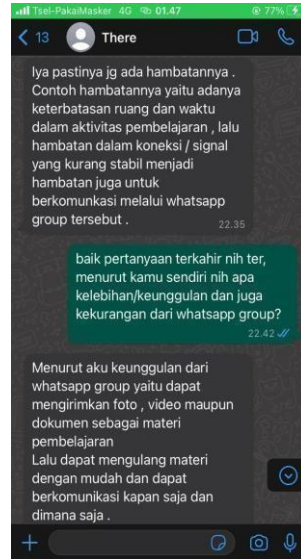 Tsel-PakaiMasker 4G 01.47 77%
13 There
Iya pastinya jg ada hambatannya .
Contoh hambatannya yaitu adanya
keterbatasan ruang dan waktu
dalam aktivitas pembelajaran , lalu
hambatan dalam koneksi / signal
yang kurang stabil menjadi
hambatan juga untuk
berkomunkasi melalui whatsapp
group tersebut .
22.35
baik pertanyaan terkahir nih ter,
menurut kamu sendiri nih apa
kelebihan/keunggulan dan juga
kekurangan dari whatsapp group?
22.42
Menurut aku keunggulan dari
whatsapp group yaitu dapat
mengirimkan foto , video maupun
dokumen sebagai materi
pembelajaran
Lalu dapat mengulang materi
dengan mudah dan dapat
berkomunikasi kapan saja dan
dimana saja .